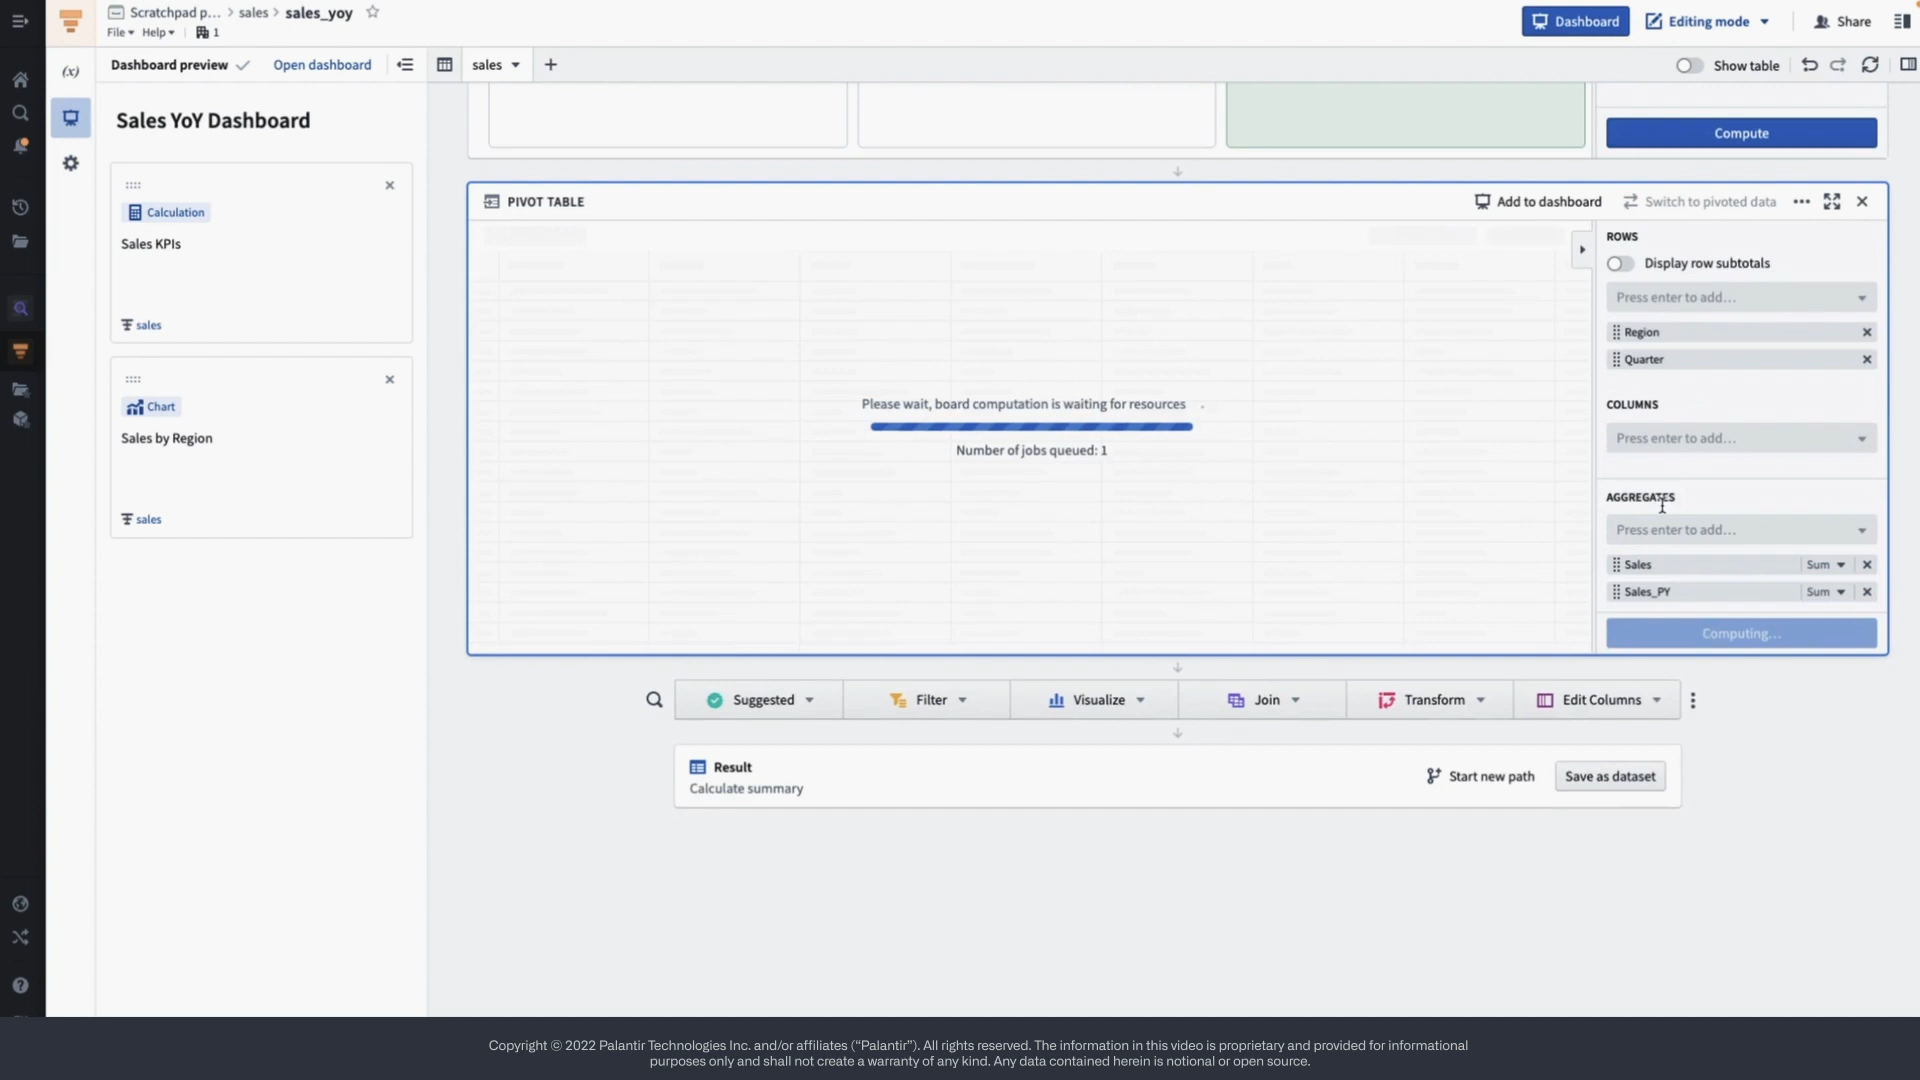 Scratchpad p... > sales > sales_yoy
File Help 1
Dashboard
Editing mode
Share
(x)
Dashboard preview
Open dashboard
sales
+
Show table
Sales YoY Dashboard
Calculation
Sales KPIs
sales
Chart
Sales by Region
sales
Compute
PIVOT TABLE
Add to dashboard
Switch to pivoted data
Please wait, board computation is waiting for resources .
Number of jobs queued: 1
ROWS
Display row subtotals
Press enter to add...
Region
Quarter
COLUMNS
Press enter to add...
AGGREGATES
Press enter to add...
Sales Sum
Sales_PY Sum
Computing...
Suggested
Filter
Visualize
Join
Transform
Edit Columns
Result
Calculate summary
Start new path
Save as dataset
Copyright © 2022 Palantir Technologies Inc. and/or affiliates (“Palantir”). All rights reserved. The information in this video is proprietary and provided for informational
purposes only and shall not create a warranty of any kind. Any data contained herein is notional or open source.